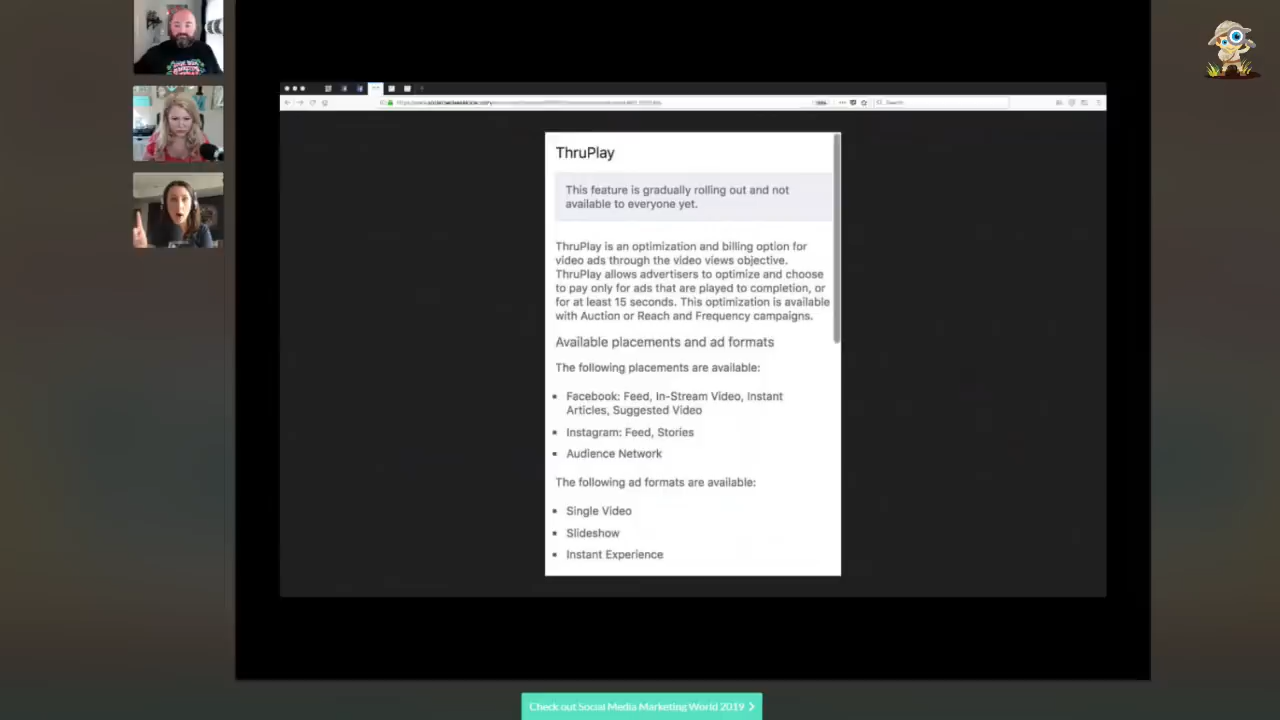 ThruPlay
This feature is gradually rolling out and not
available to everyone yet.
ThruPlay is an optimization and billing option for
video ads through the video views objective.
ThruPlay allows advertisers to optimize and choose
to pay only for ads that are played to completion, or
for at least 15 seconds. This optimization is available
with Auction or Reach and Frequency campaigns.
Available placements and ad formats
The following placements are available:
Facebook: Feed, In-Stream Video, Instant
Articles, Suggested Video
Instagram: Feed, Stories
Audience Network
The following ad formats are available:
Single Video
Slideshow
Instant Experience
Check out Social Media Marketing World 2019